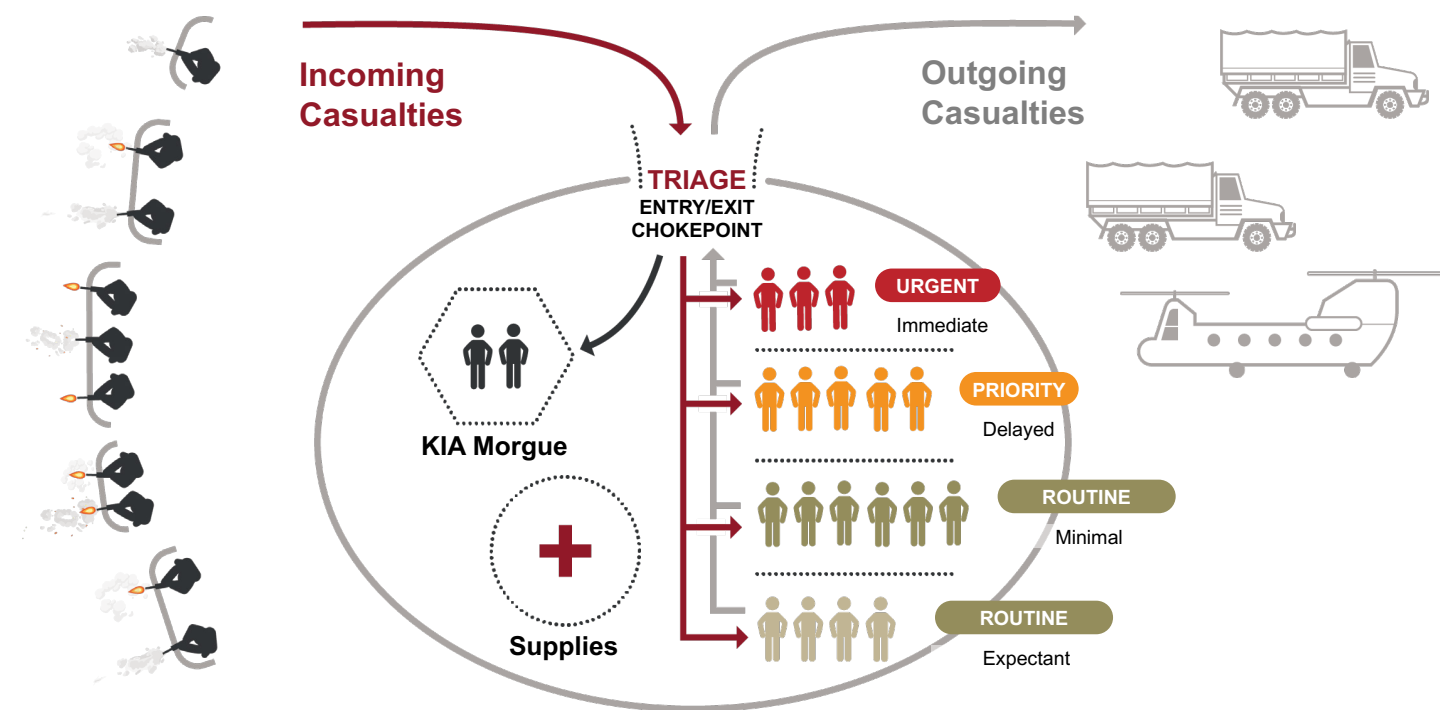 Incoming
Casualties
Outgoing
Casualties
TRIAGE
ENTRY/EXIT
CHOKEPOINT
URGENT
Immediate
PRIORITY
Delayed
KIA Morgue
ROUTINE
Minimal
Supplies
ROUTINE
Expectant